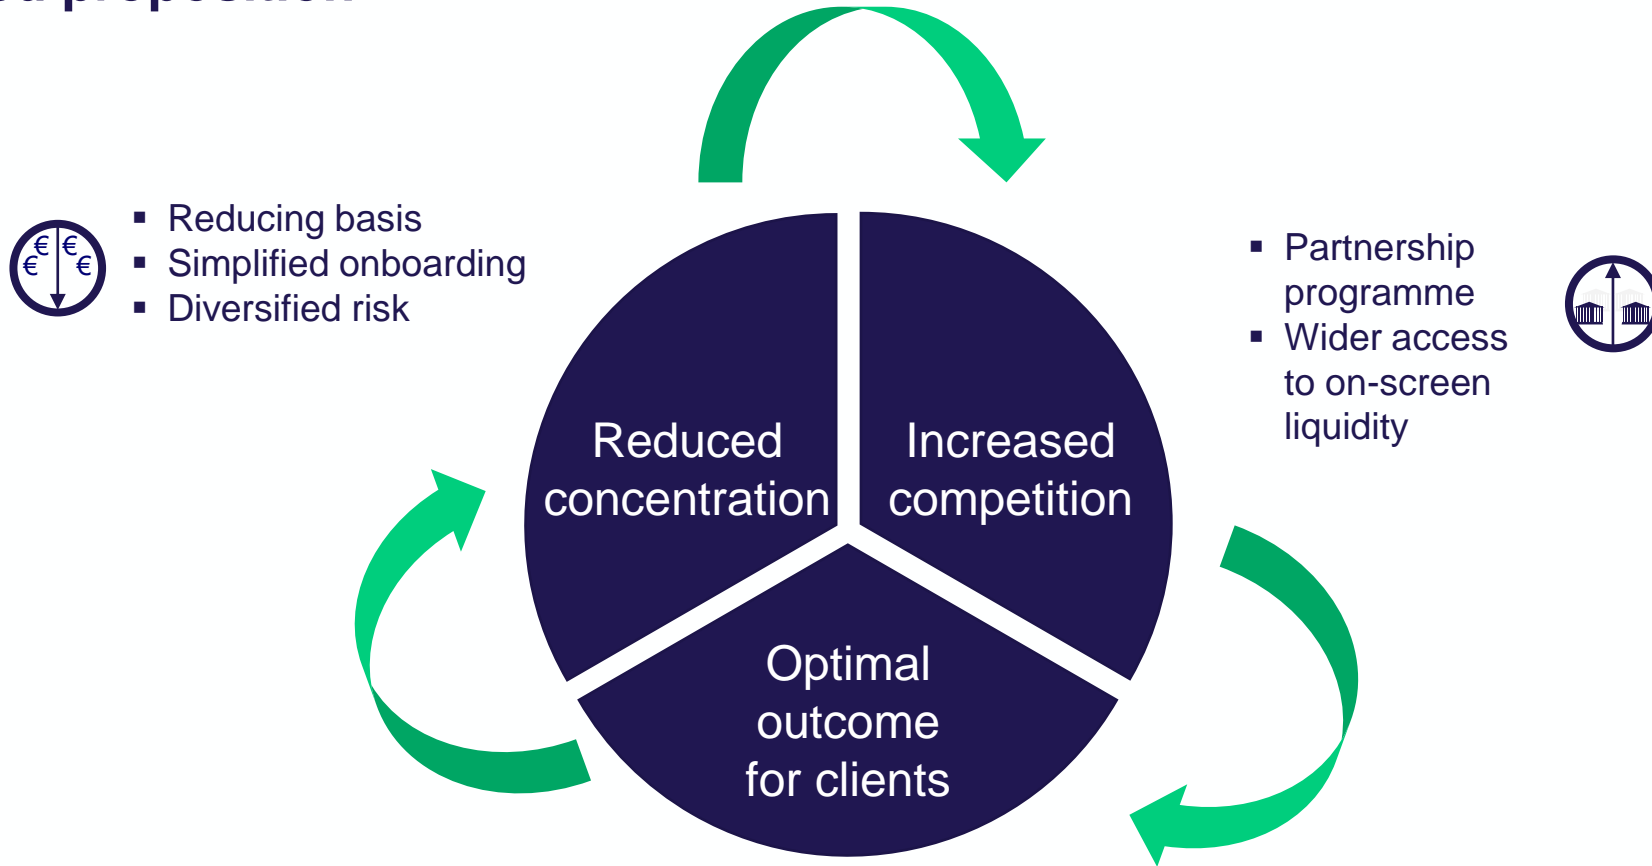 proposition
▪ Reducing basis
▪ Simplified onboarding
▪ Diversified risk
€ €
€ €
▪ Partnership
programme
▪ Wider access
to on-screen
liquidity
Reduced
concentration
Increased
competition
Optimal
outcome
for clients